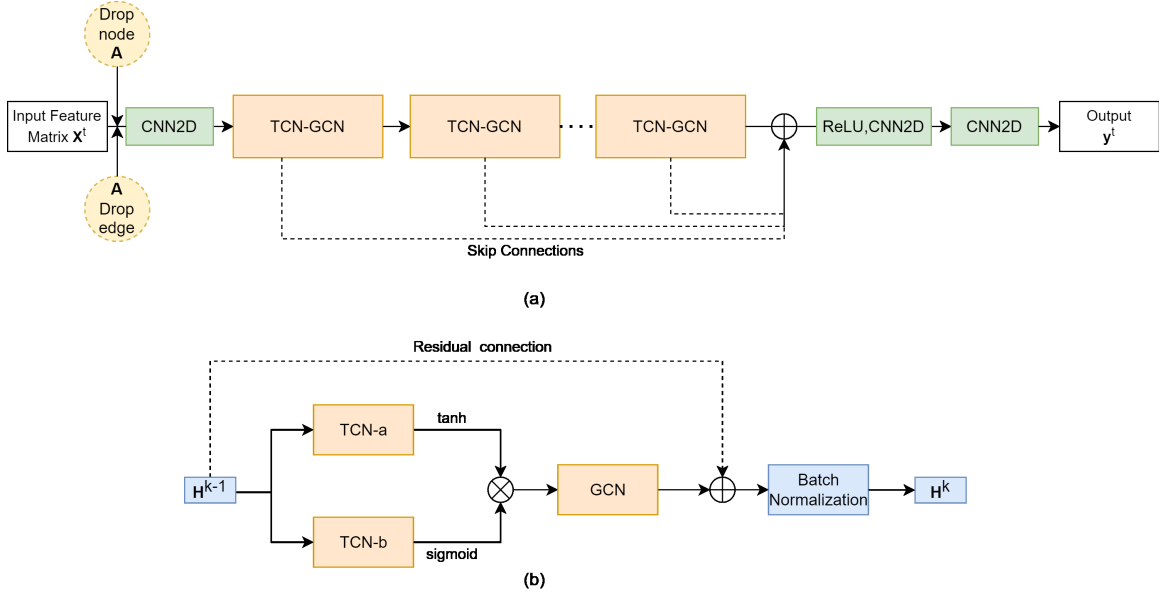 Drop
node
A
Input Feature
Matrix X^t
CNN2D
TCN-GCN
TCN-GCN
TCN-GCN
ReLU,CNN2D
CNN2D
Output
y^t
A
Drop
edge
Skip Connections
(a)
Residual connection
TCN-a
tanh
H^k-1
GCN
Batch
Normalization
H^k
TCN-b
sigmoid
(b)